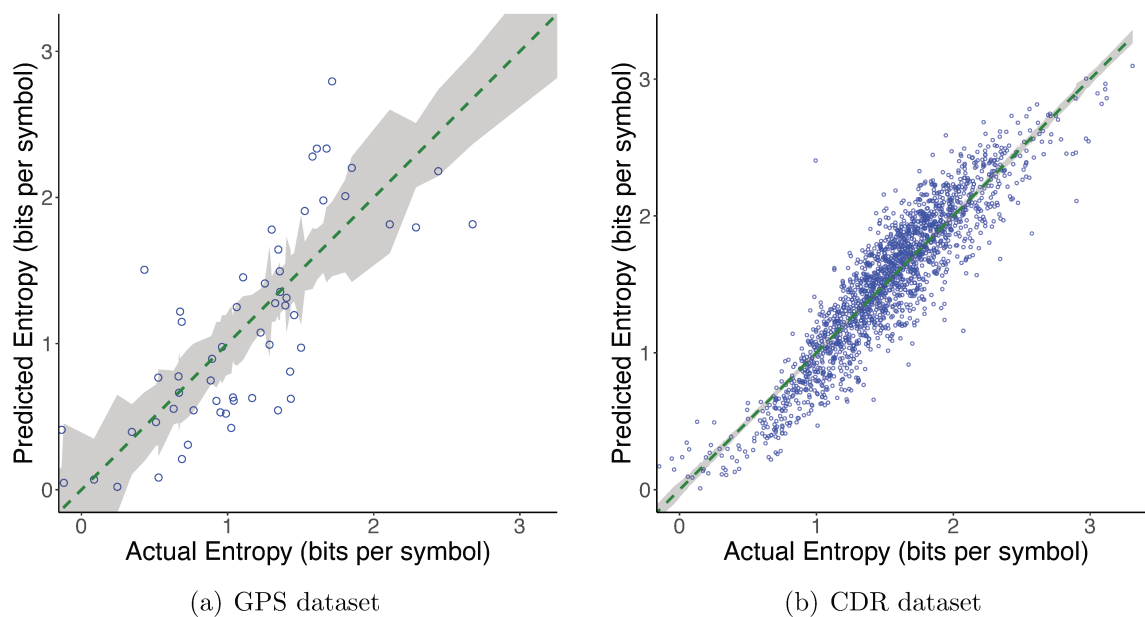 3
2
1
0
Predicted Entropy (bits per symbol)
0 1 2 3
Actual Entropy (bits per symbol)
(a) GPS dataset
3
2
1
0
Predicted Entropy (bits per symbol)
0 1 2 3
Actual Entropy (bits per symbol)
(b) CDR dataset